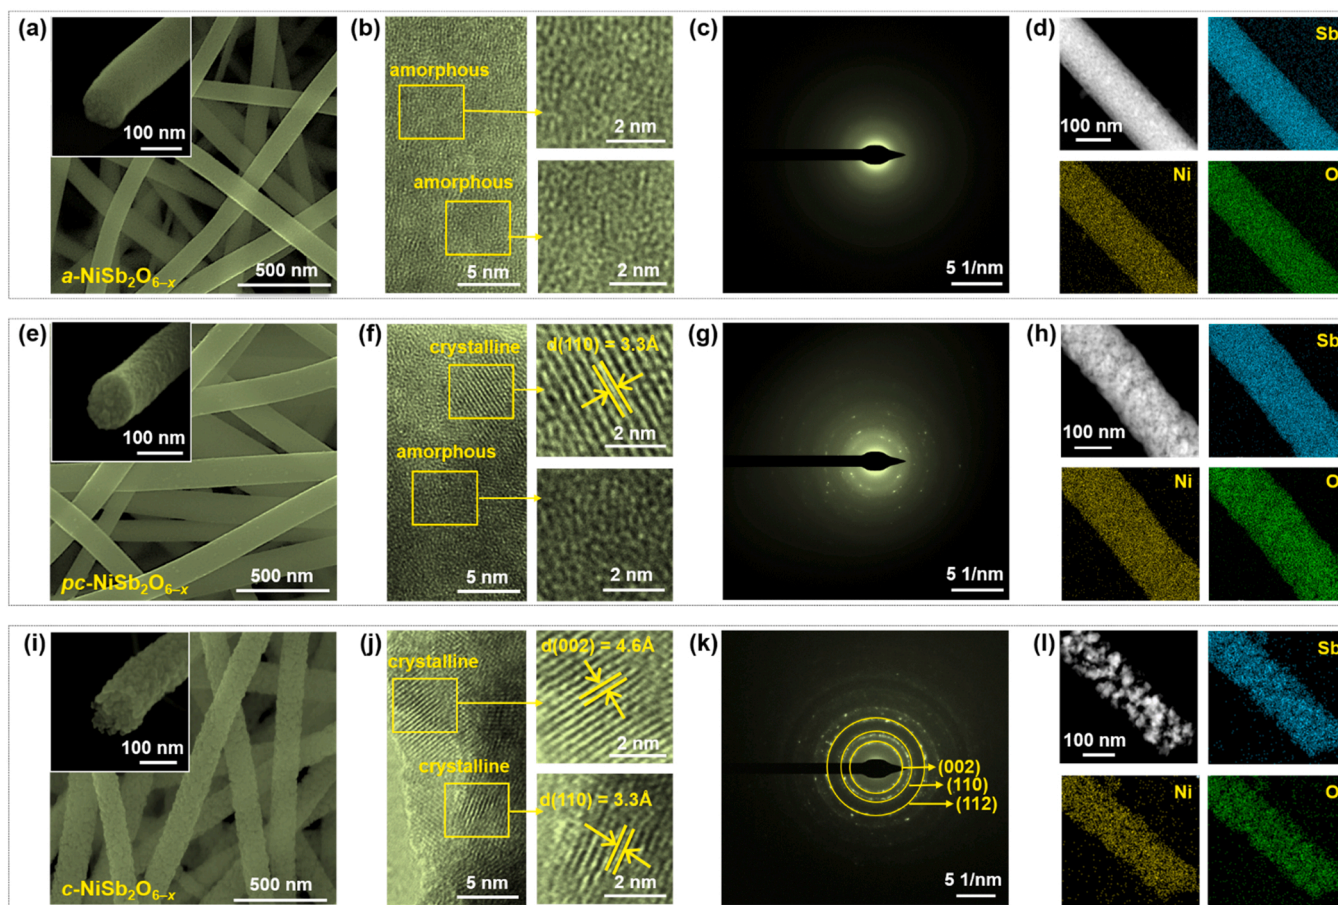 (a)
100 nm
a-NiSb₂O₆₋ₓ
500 nm
(b)
amorphous
amorphous
5 nm
2 nm
2 nm
(c)
5 1/nm
(d)
100 nm
Sb
Ni
O
(e)
100 nm
pc-NiSb₂O₆₋ₓ
500 nm
(f)
crystalline
amorphous
5 nm
d(110) = 3.3Å
2 nm
2 nm
(g)
5 1/nm
(h)
100 nm
Sb
Ni
O
(i)
100 nm
c-NiSb₂O₆₋ₓ
500 nm
(j)
crystalline
crystalline
5 nm
d(002) = 4.6Å
2 nm
d(110) = 3.3Å
2 nm
(k)
(002)
(110)
(112)
5 1/nm
(l)
100 nm
Sb
Ni
O